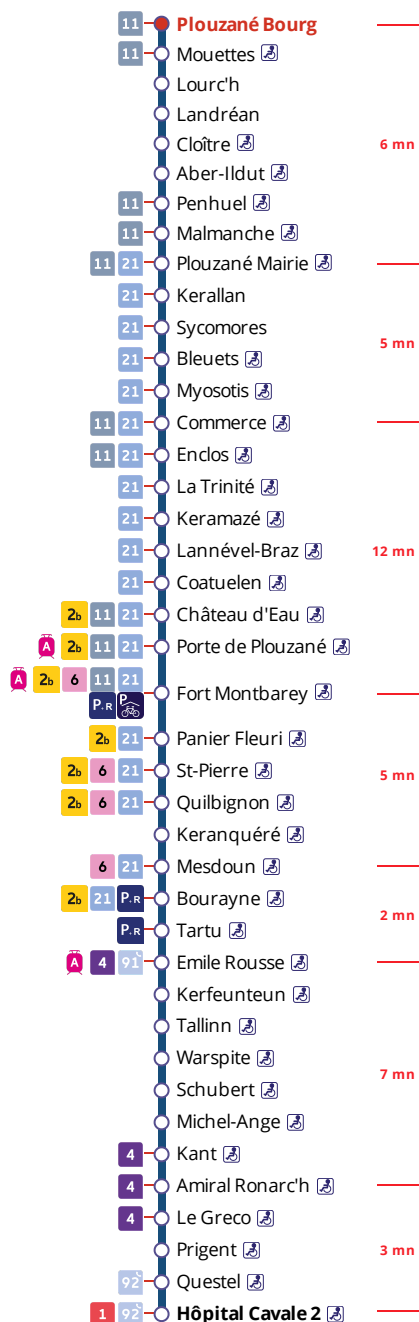 11 Plouzané Bourg
11 Mouettes
Lourc'h
Landréan
Cloître 6 mn
Aber-Ildut
11 Penhuel
11 Malmanche
11 21 Plouzané Mairie
21 Kerallan
21 Sycomores
5 mn
21 Bleuets
21 Myosotis
11 21 Commerce
11 21 Enclos
21 La Trinité
21 Keramazé
21 Lannével-Braz 12 mn
21 Coatuelen
2b 11 21 Château d'Eau
A 2b 11 21 Porte de Plouzané
A 2b 6 11 21
P+R P Fort Montbarey
2b 21 Panier Fleuri
2b 6 21 St-Pierre 5 mn
2b 6 21 Quilbignon
Keranquéré
6 21 Mesdoun
2b 21 P+R Bourayne
2 mn
P+R Tartu
A 4 91 Emile Rousse
Kerfeunteun
Tallinn
Warspite
7 mn
Schubert
Michel-Ange
4 Kant
4 Amiral Ronarc'h
4 Le Greco
Prigent 3 mn
92 Questel
1 92 Hôpital Cavale 2